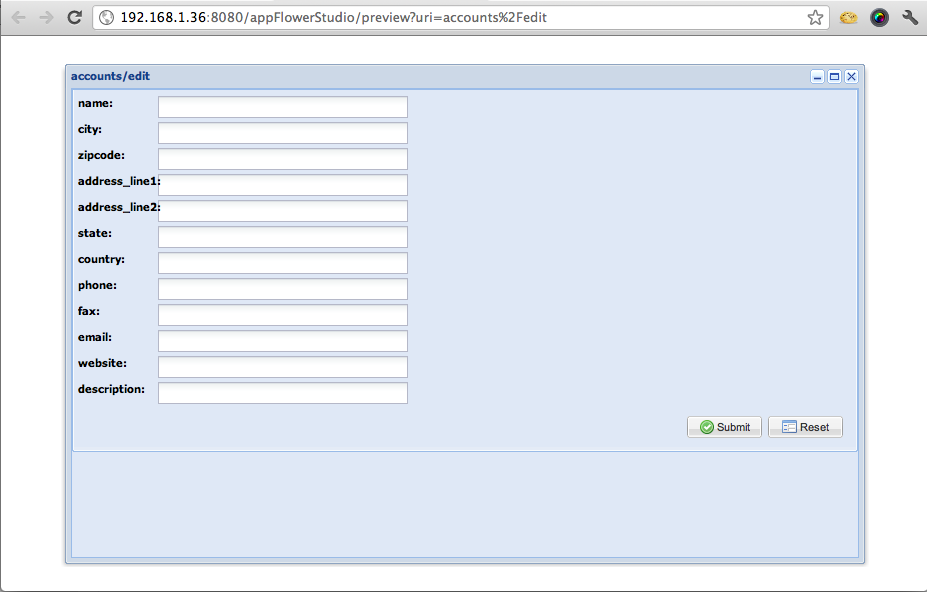 192.168.1.36:8080/appFlowerStudio/preview?uri=accounts%2Fedit
accounts/edit
name:
city:
zipcode:
address_line1:
address_line2:
state:
country:
phone:
fax:
email:
website:
description:
Submit Reset